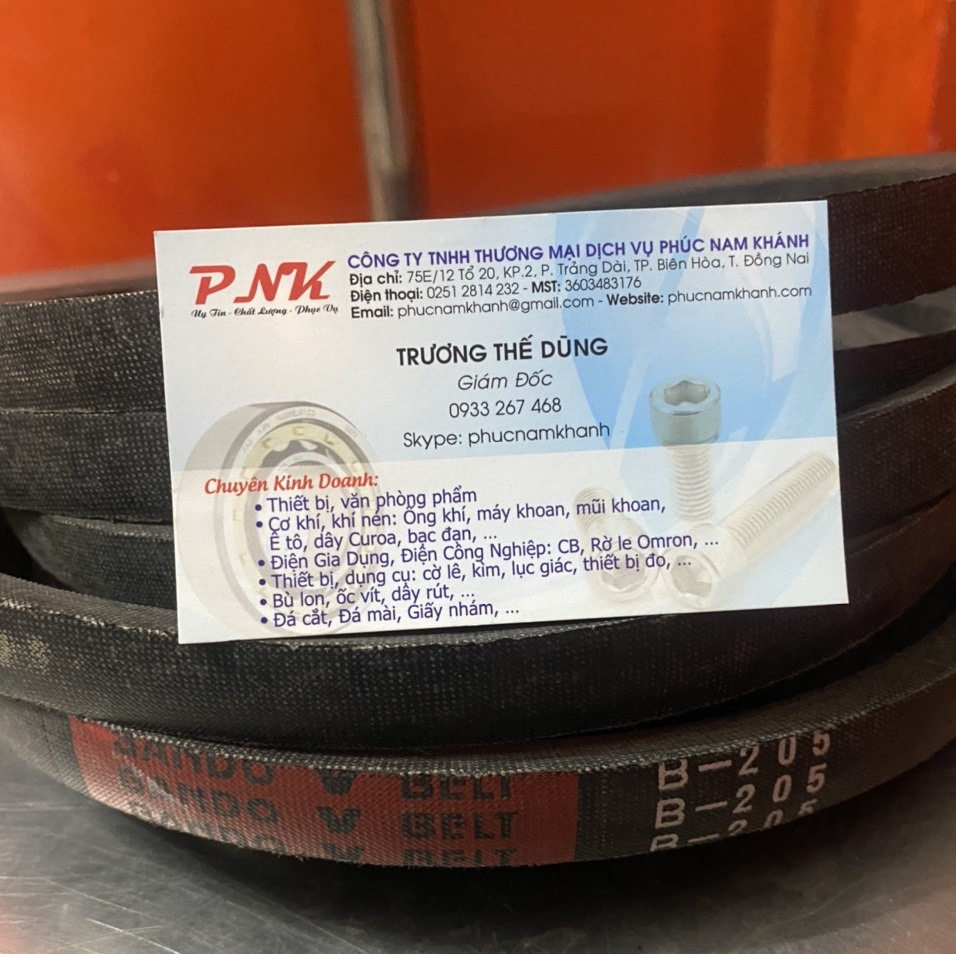 PNK
Uy Tín - Chất Lượng - Phục Vụ
CÔNG TY TNHH THƯƠNG MẠI DỊCH VỤ PHÚC NAM KHÁNH
Địa chỉ: 75E/12 Tổ 20, KP.2, P. Trảng Dài, TP. Biên Hòa, T. Đồng Nai
Điện thoại: 0251 2814 232 - MST: 3603483176
Email: phucnamkhanh@gmail.com - Website: phucnamkhanh.com
TRƯƠNG THẾ DŨNG
Giám Đốc
0933 267 468
Skype: phucnamkhanh
Chuyên Kinh Doanh:
• Thiết bị, văn phòng phẩm
• Cơ khí, khí nén: Ống khí, máy khoan, mũi khoan,
Ê tô, dây Curoa, bạc đạn, ...
• Điện Gia Dụng, Điện Công Nghiệp: CB, Rờ le Omron, ...
• Thiết bị, dụng cụ: cờ lê, kìm, lục giác, thiết bị đo, ...
• Bù lon, ốc vít, dây rút, ...
• Đá cắt, Đá mài, Giấy nhám, ...
BANDO V BELT B-205
BANDO V BELT B-205
BANDO V BELT B-205